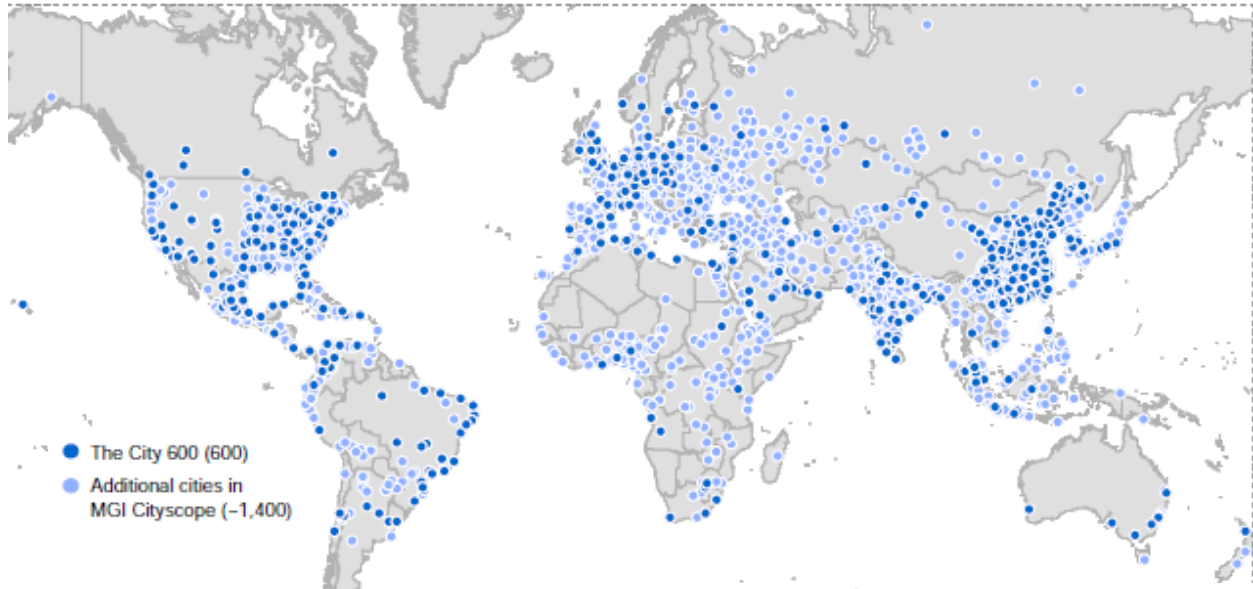 The City 600 (600)
Additional cities in
MGI Cityscope (~1,400)